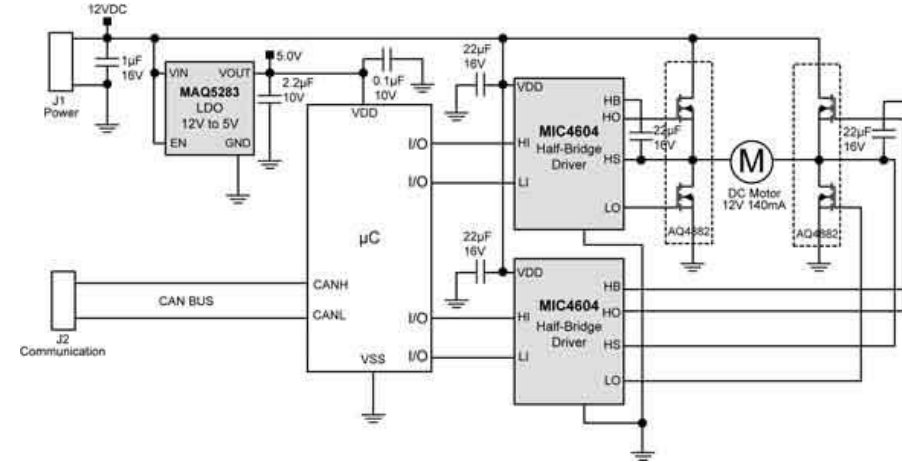 12VDC
J1
Power
1µF
16V
VIN
VOUT
MAQ5283
LDO
12V to 5V
EN
GND
5.0V
2.2µF
10V
0.1µF
10V
VDD
I/O
I/O
µC
CANH
CANL
I/O
I/O
VSS
CAN BUS
J2
Communication
22µF
16V
VDD
HB
HO
MIC4604
Half-Bridge
Driver
HI
HS
LI
LO
22µF
16V
AQ4882
M
DC Motor
12V 140mA
22µF
16V
AQ4882
22µF
16V
VDD
HB
MIC4604
HO
HI
Half-Bridge
Driver
HS
LI
LO